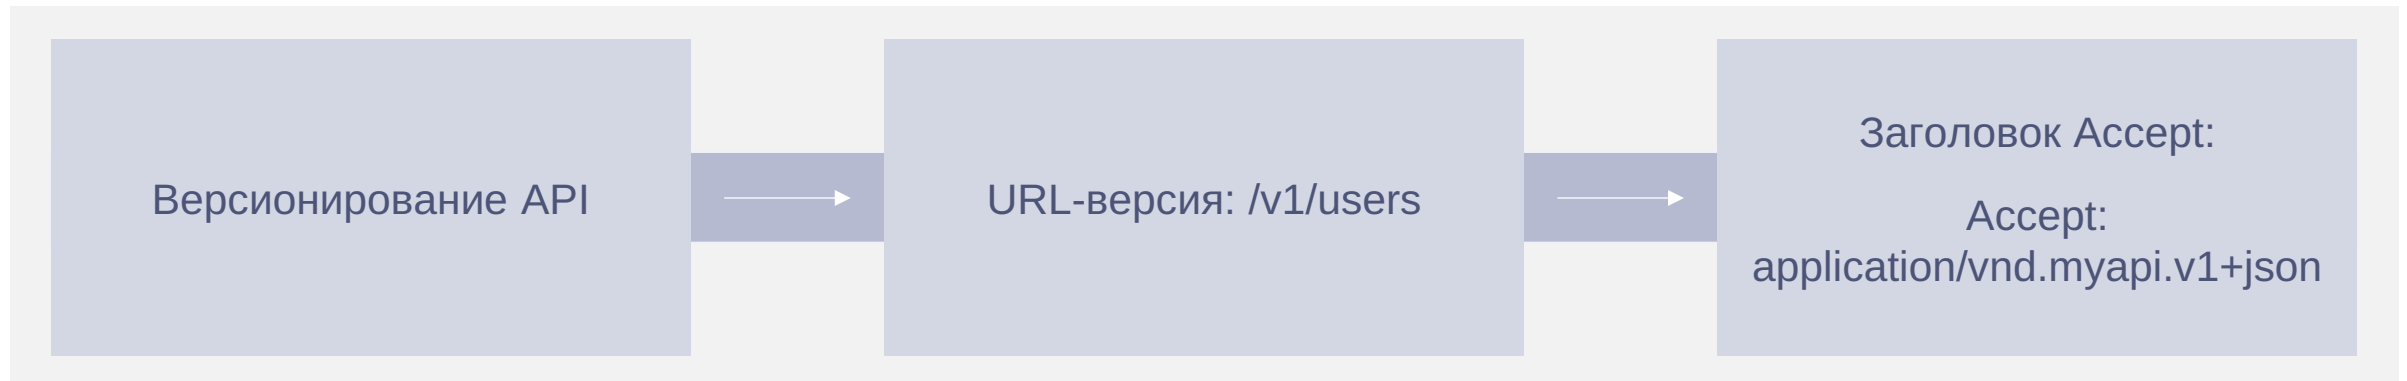 Версионирование API
URL-версия: /v1/users
Заголовок Accept:
Accept:
application/vnd.myapi.v1+json